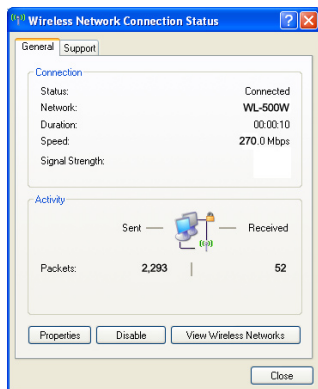 Wireless Network Connection Status
General Support
Connection
Status: Connected
Network: WL-500W
Duration: 00:00:10
Speed: 270.0 Mbps
Signal Strength:
Activity
Sent — — Received
Packets: 2,293 | 52
Properties Disable View Wireless Networks
Close